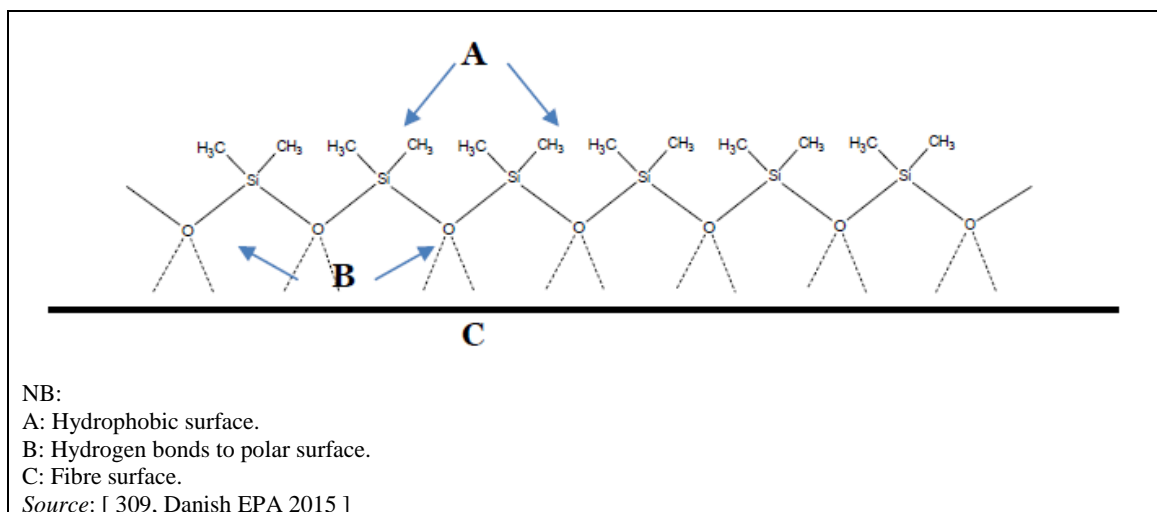 A
H₃C CH₃ H₃C CH₃ H₃C CH₃ H₃C CH₃ H₃C CH₃ H₃C CH₃
Si Si Si Si Si Si
O O O O O O O
B
C
NB:
A: Hydrophobic surface.
B: Hydrogen bonds to polar surface.
C: Fibre surface.
Source: [ 309, Danish EPA 2015 ]